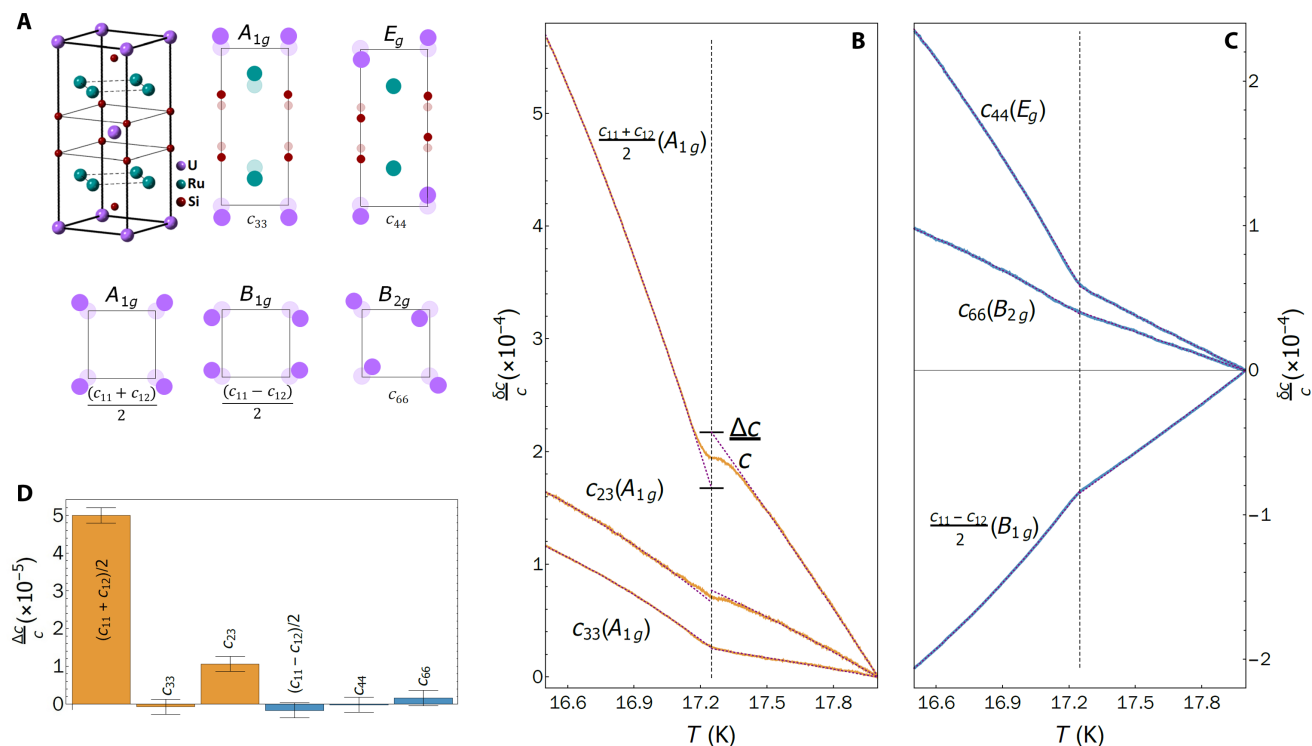 A
A1g
Eg
U
Ru
Si
c33
c44
A1g
B1g
B2g
(c11 + c12)
2
(c11 − c12)
2
c66
D
Δc/c (×10−5)
5
4
3
2
1
0
(c11 + c12)/2
c33
c23
(c11 − c12)/2
c44
c66
B
δc/c (×10−4)
5
4
3
2
1
0
c11 + c12
2
(A1g)
Δc
c
c23(A1g)
c33(A1g)
16.6
16.9
17.2
17.5
17.8
T (K)
C
c44(Eg)
c66(B2g)
c11 − c12
2
(B1g)
2
1
0
−1
−2
δc/c (×10−4)
16.6
16.9
17.2
17.5
17.8
T (K)